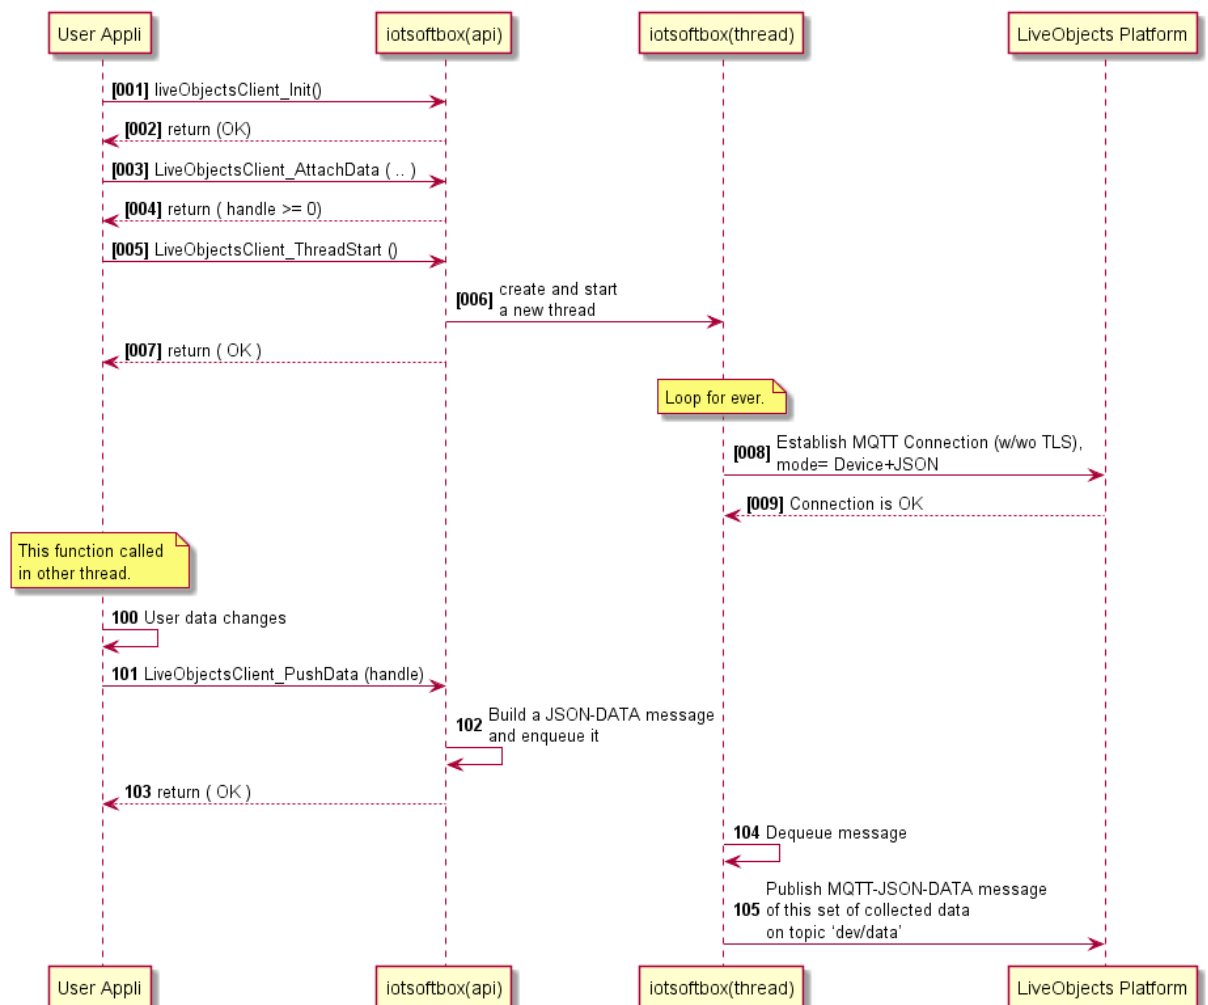 User Appli
iotsoftbox(api)
iotsoftbox(thread)
LiveObjects Platform
[001] liveObjectsClient_Init()
[002] return (OK)
[003] LiveObjectsClient_AttachData ( .. )
[004] return ( handle >= 0)
[005] LiveObjectsClient_ThreadStart ()
[006] create and start
a new thread
[007] return ( OK )
Loop for ever.
[008] Establish MQTT Connection (w/wo TLS),
mode= Device+JSON
[009] Connection is OK
This function called
in other thread.
100 User data changes
101 LiveObjectsClient_PushData (handle)
102 Build a JSON-DATA message
and enqueue it
103 return ( OK )
104 Dequeue message
Publish MQTT-JSON-DATA message
105 of this set of collected data
on topic ‘dev/data’
User Appli
iotsoftbox(api)
iotsoftbox(thread)
LiveObjects Platform